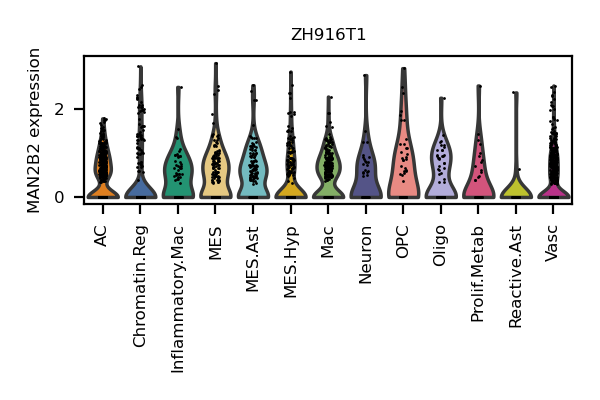 ZH916T1
MAN2B2 expression
2
0
AC
Chromatin.Reg
Inflammatory.Mac
MES
MES.Ast
MES.Hyp
Mac
Neuron
OPC
Oligo
Prolif.Metab
Reactive.Ast
Vasc